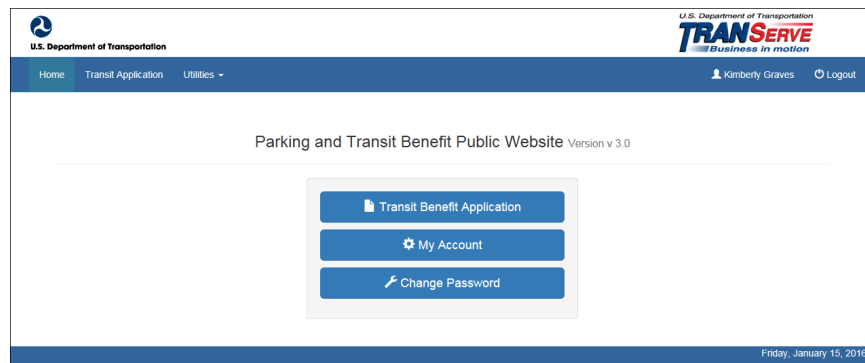 U.S. Department of Transportation
U.S. Department of Transportation
TRANSERVE
Business in motion
Home Transit Application Utilities Kimberly Graves Logout
Parking and Transit Benefit Public Website Version v 3.0
Transit Benefit Application
My Account
Change Password
Friday, January 15, 2016